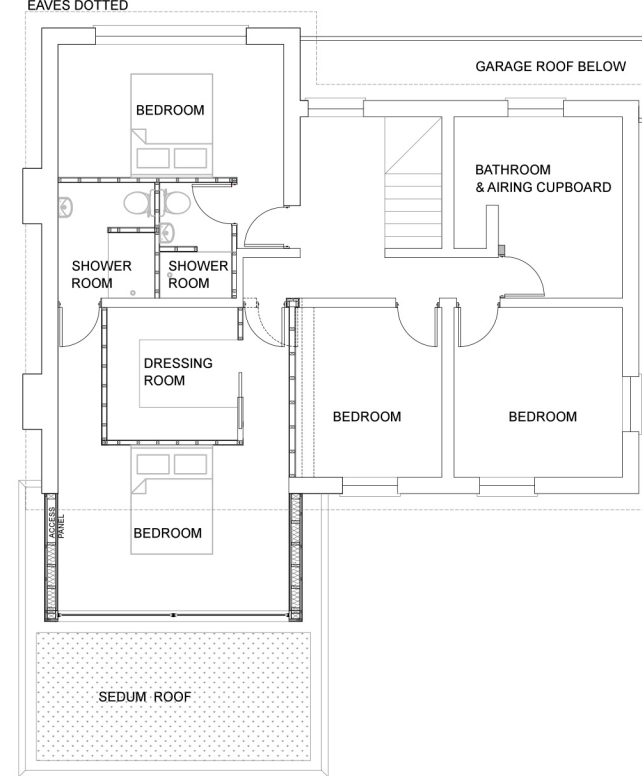 EAVES DOTTED
GARAGE ROOF BELOW
BEDROOM
BATHROOM
& AIRING CUPBOARD
SHOWER
ROOM
SHOWER
ROOM
DRESSING
ROOM
BEDROOM
BEDROOM
ACCESS
PANEL
BEDROOM
SEDUM ROOF